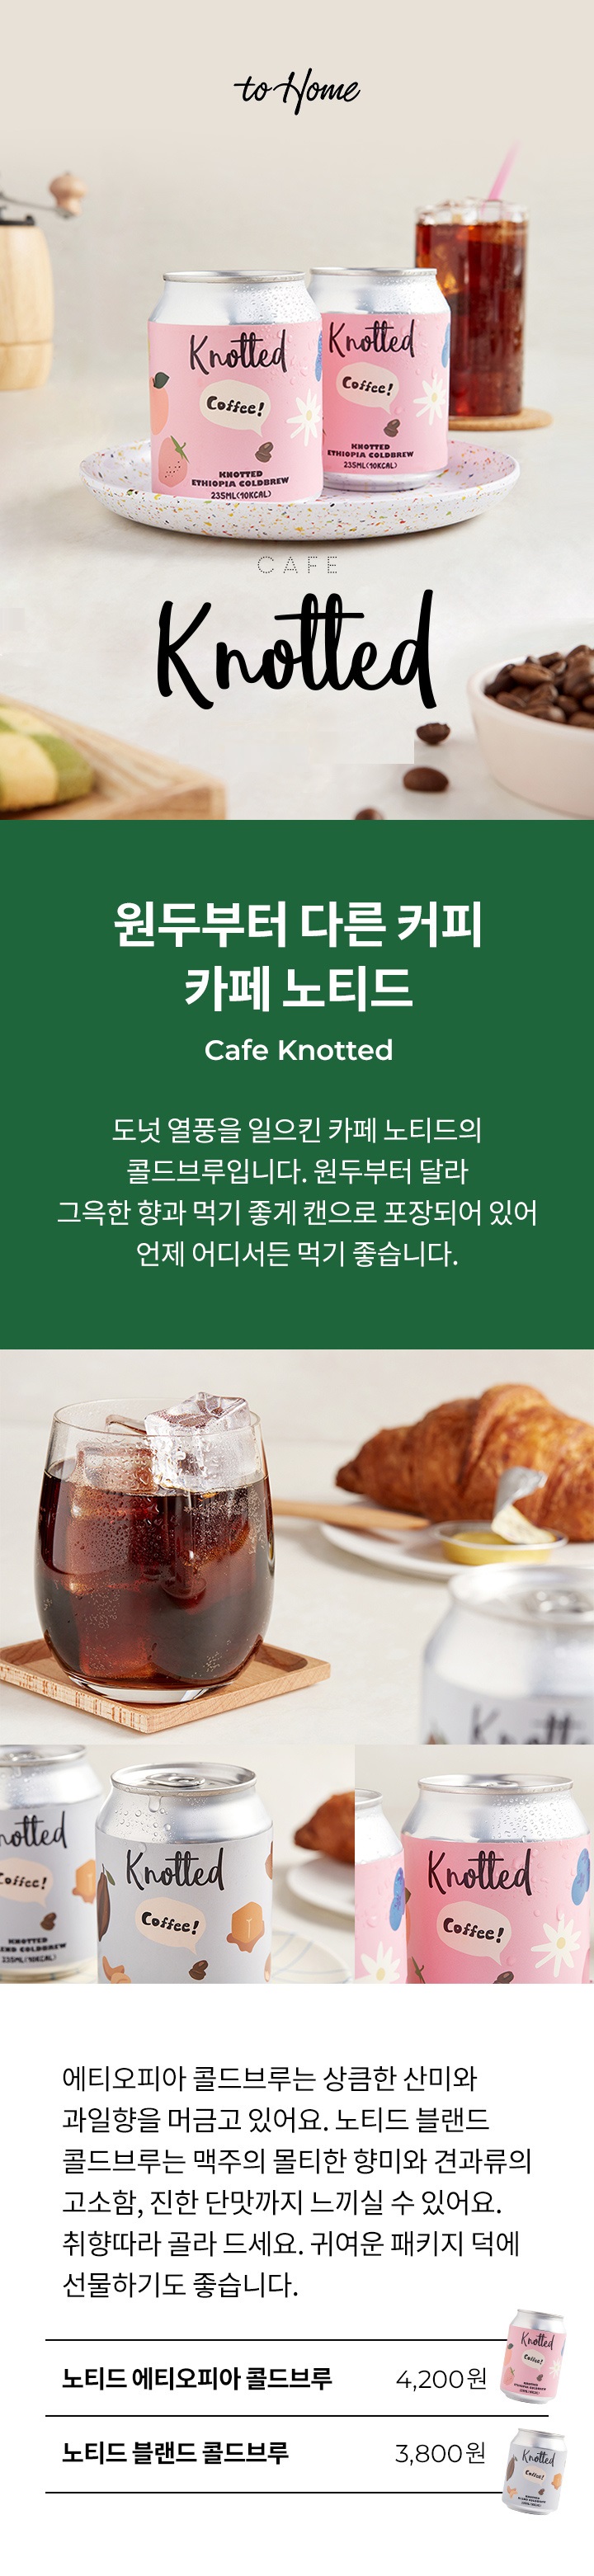 to Home
Knotted
Coffee!
KNOTTED
ETHIOPIA COLDBREW
235ML(10KCAL)
Knotted
Coffee!
KNOTTED
ETHIOPIA COLDBREW
235ML(10KCAL)
CAFE
Knotted
원두부터 다른 커피
카페 노티드
Cafe Knotted
도넛 열풍을 일으킨 카페 노티드의
콜드브루입니다. 원두부터 달라
그윽한 향과 먹기 좋게 캔으로 포장되어 있어
언제 어디서든 먹기 좋습니다.
Knotted
Coffee!
Knotted
Coffee!
Knotted
Coffee!
에티오피아 콜드브루는 상큼한 산미와
과일향을 머금고 있어요. 노티드 블랜드
콜드브루는 맥주의 몰티한 향미와 견과류의
고소함, 진한 단맛까지 느끼실 수 있어요.
취향따라 골라 드세요. 귀여운 패키지 덕에
선물하기도 좋습니다.
노티드 에티오피아 콜드브루 4,200원
Knotted
Coffee!
노티드 블랜드 콜드브루 3,800원
Knotted
Coffee!